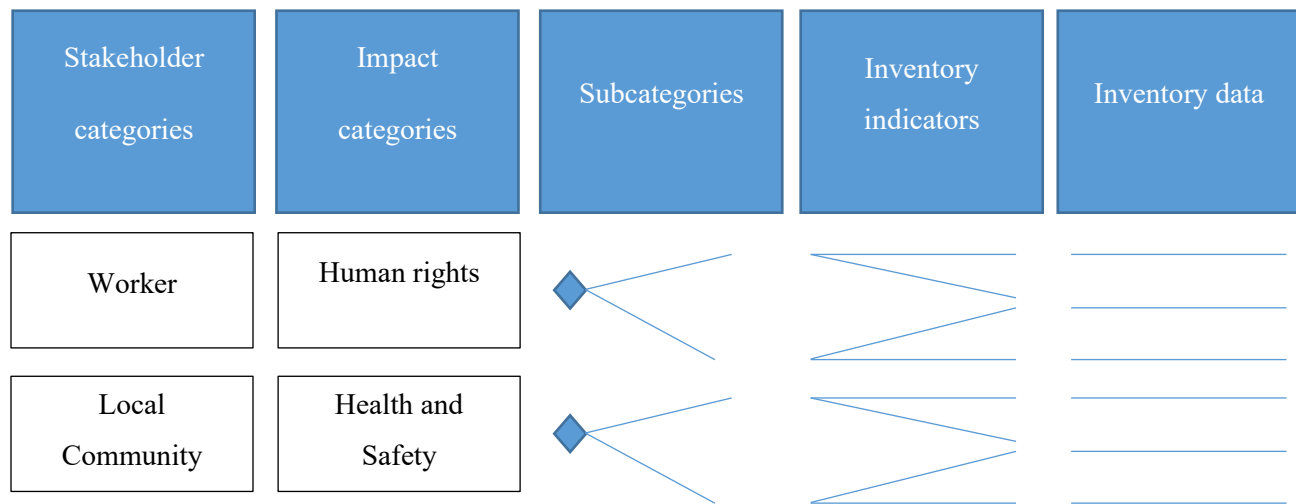 Stakeholder
categories
Impact
categories
Subcategories
Inventory
indicators
Inventory data
Worker
Human rights
Local
Community
Health and
Safety